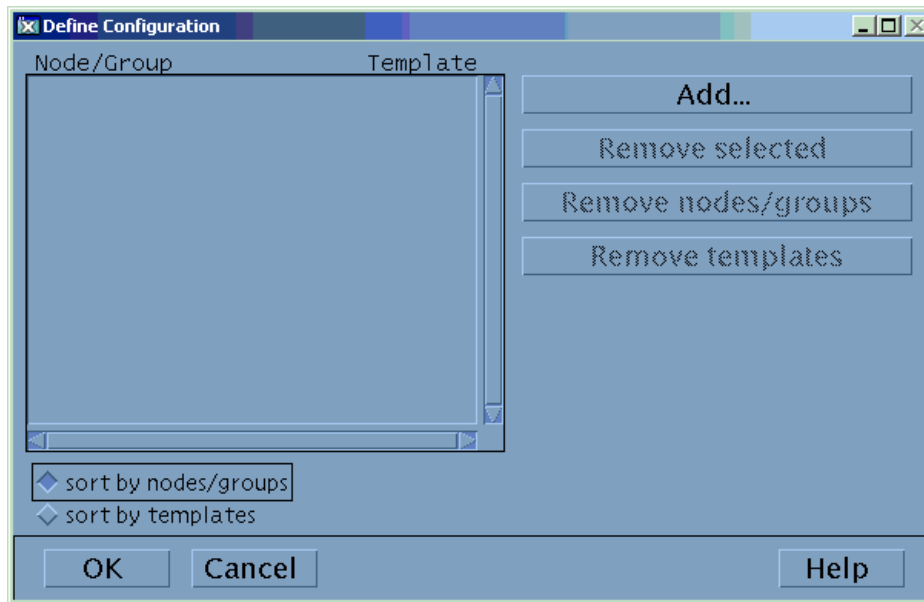 Define Configuration
Node/Group Template
Add...
Remove selected
Remove nodes/groups
Remove templates
sort by nodes/groups
sort by templates
OK Cancel Help